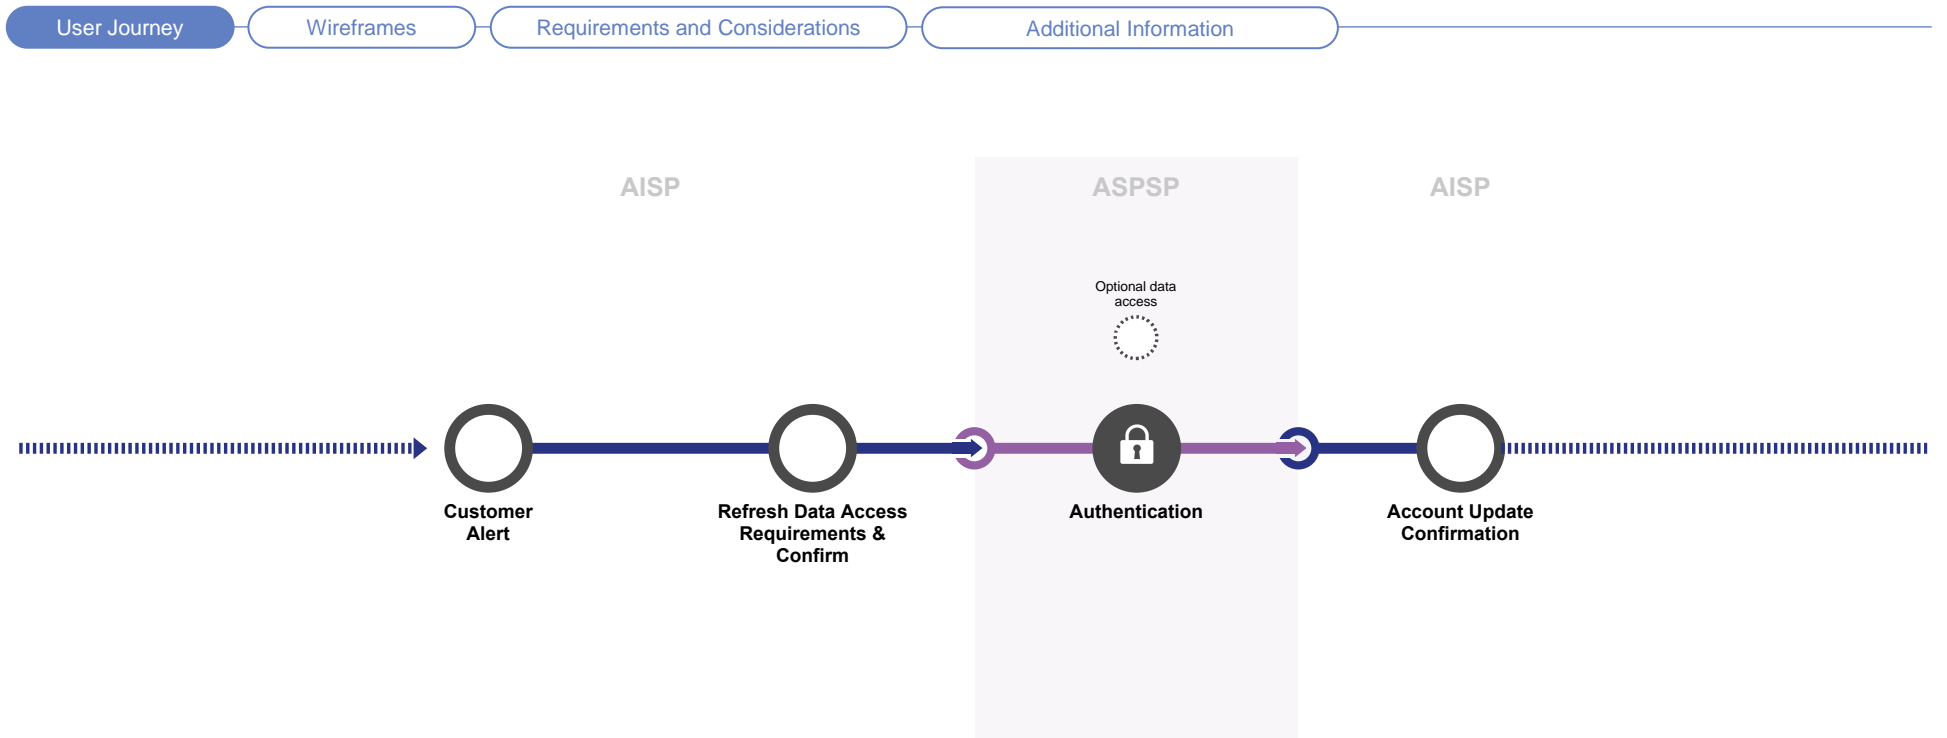 User Journey
Wireframes
Requirements and Considerations
Additional Information
AISP
ASPSP
AISP
Optional data
access
Customer
Alert
Refresh Data Access
Requirements &
Confirm
Authentication
Account Update
Confirmation